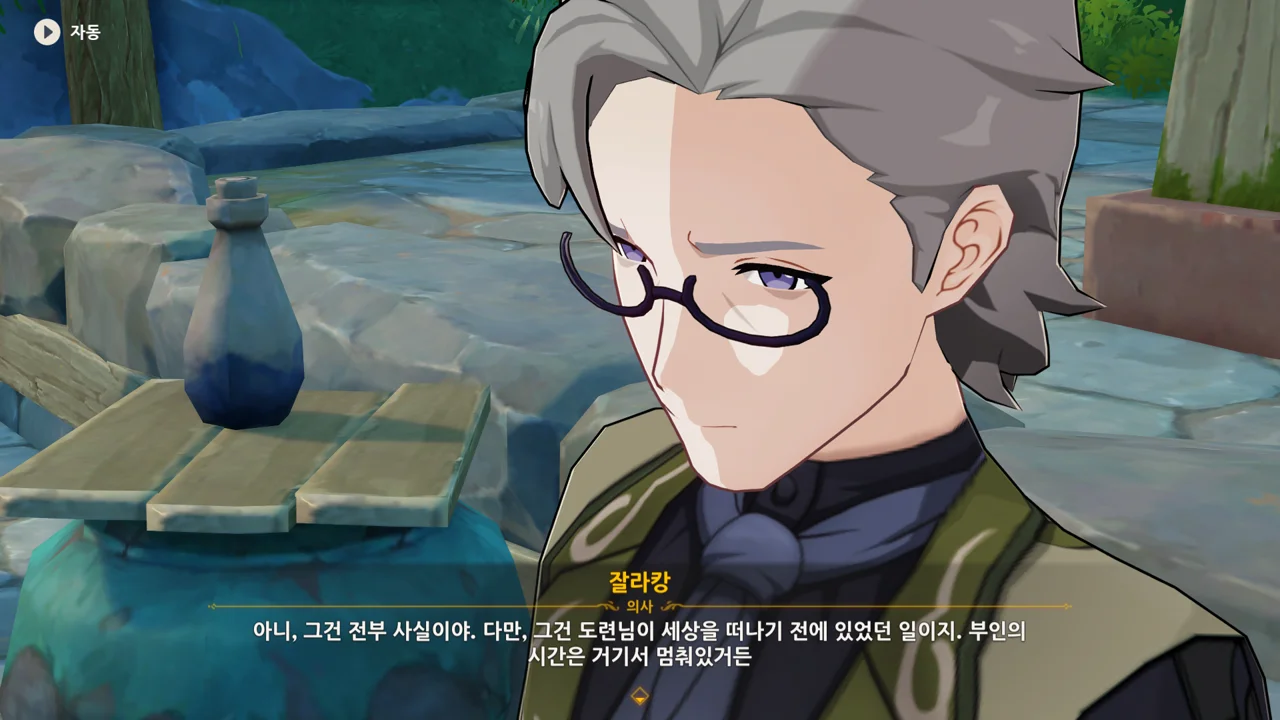 자동
잘라캉
의사
아니, 그건 전부 사실이야. 다만, 그건 도련님이 세상을 떠나기 전에 있었던 일이지. 부인의
시간은 거기서 멈춰있거든